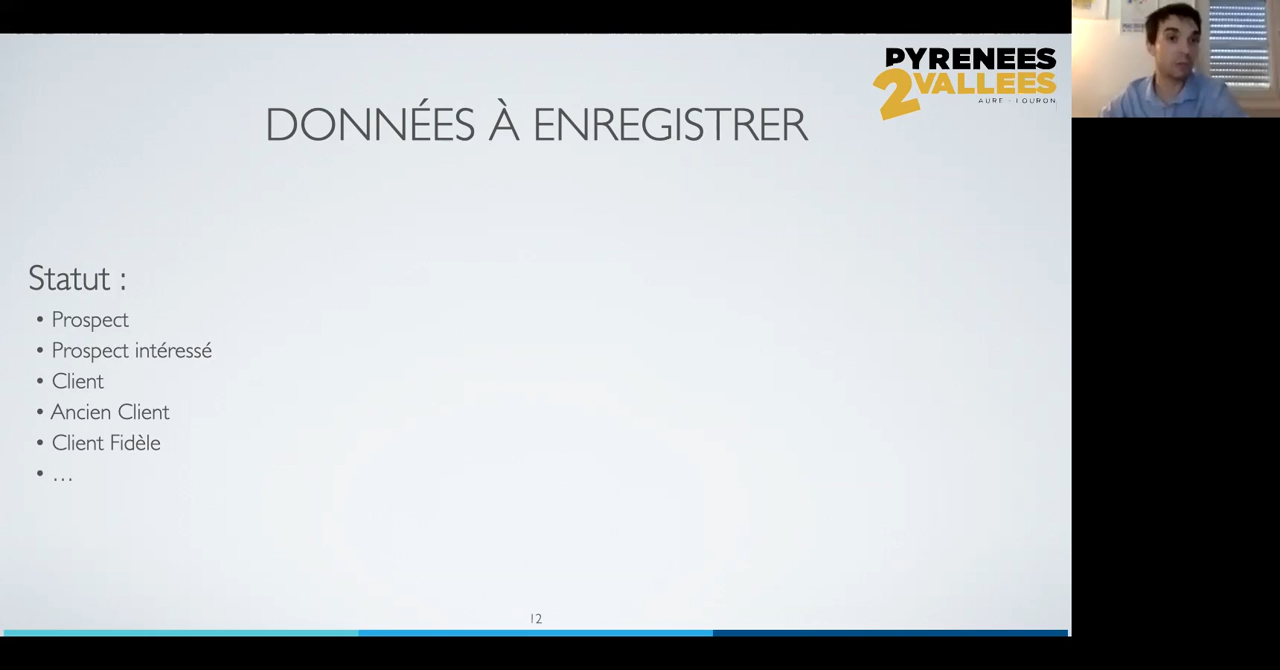 PYRENEES
2 VALLEES
AURE - LOURON
DONNÉES À ENREGISTRER
Statut :
• Prospect
• Prospect intéressé
• Client
• Ancien Client
• Client Fidèle
• …
12